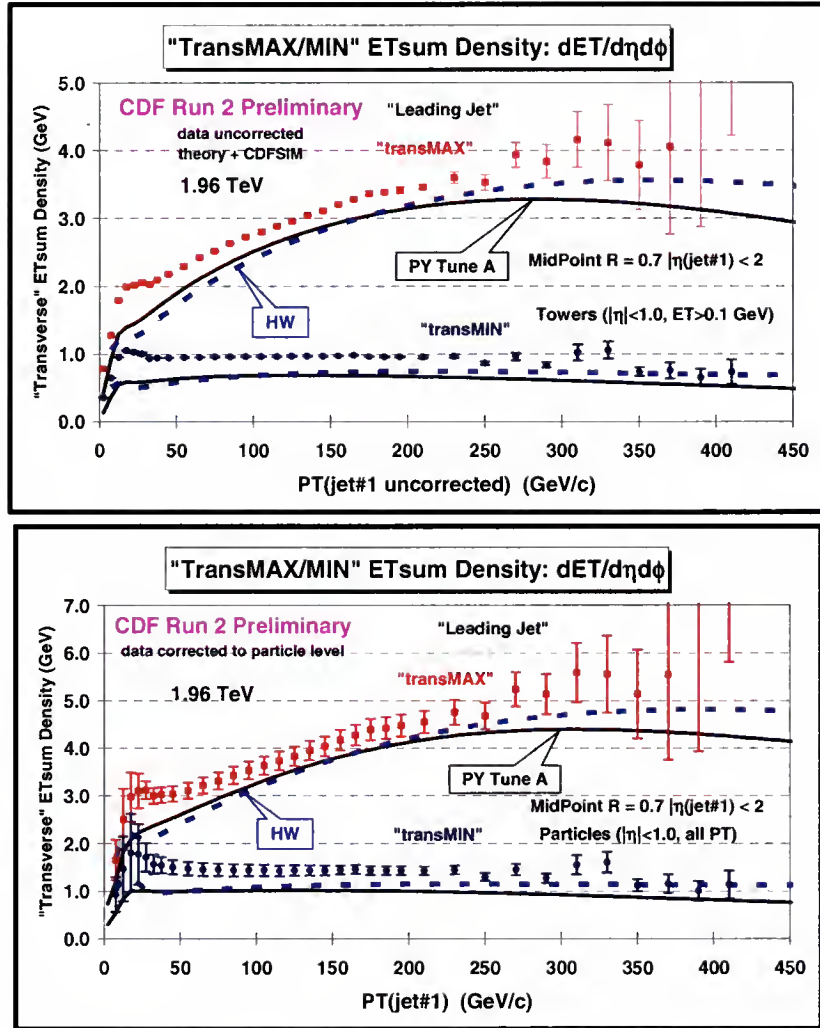 "TransMAX/MIN" ETsum Density: dET/dηdϕ
"Transverse" ETsum Density (GeV)
5.0
4.0
3.0
2.0
1.0
0.0
CDF Run 2 Preliminary
data uncorrected
theory + CDFSIM
1.96 TeV
"Leading Jet"
"transMAX"
PY Tune A
MidPoint R = 0.7 |η(jet#1) < 2
HW
"transMIN"
Towers (|η|<1.0, ET>0.1 GeV)
0 50 100 150 200 250 300 350 400 450
PT(jet#1 uncorrected) (GeV/c)
"TransMAX/MIN" ETsum Density: dET/dηdϕ
"Transverse" ETsum Density (GeV)
7.0
6.0
5.0
4.0
3.0
2.0
1.0
0.0
CDF Run 2 Preliminary
data corrected to particle level
1.96 TeV
"Leading Jet"
"transMAX"
PY Tune A
MidPoint R = 0.7 |η(jet#1) < 2
HW
"transMIN"
Particles (|η|<1.0, all PT)
0 50 100 150 200 250 300 350 400 450
PT(jet#1) (GeV/c)